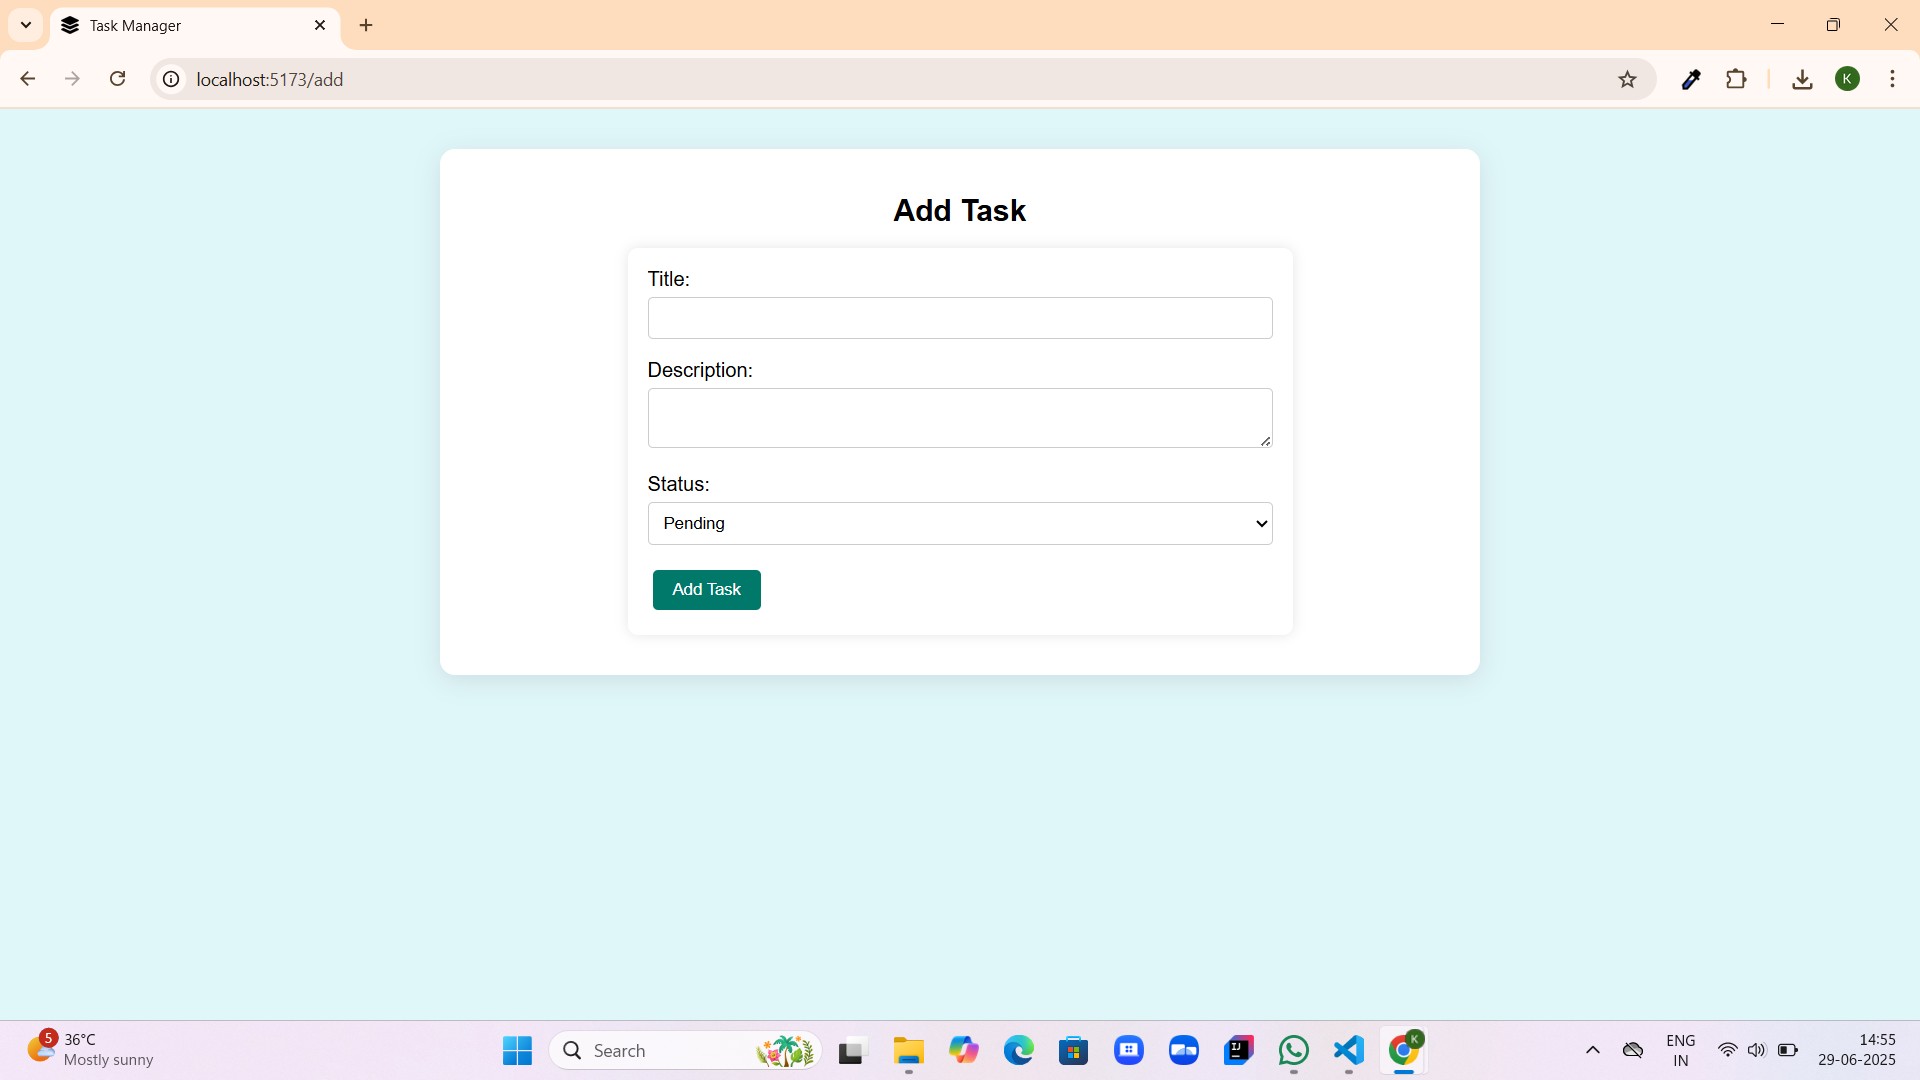 Task Manager
localhost:5173/add
K
Add Task
Title:
Description:
Status:
Pending
Add Task
5
36°C
Mostly sunny
Search
IJ
K
ENG
IN
14:55
29-06-2025